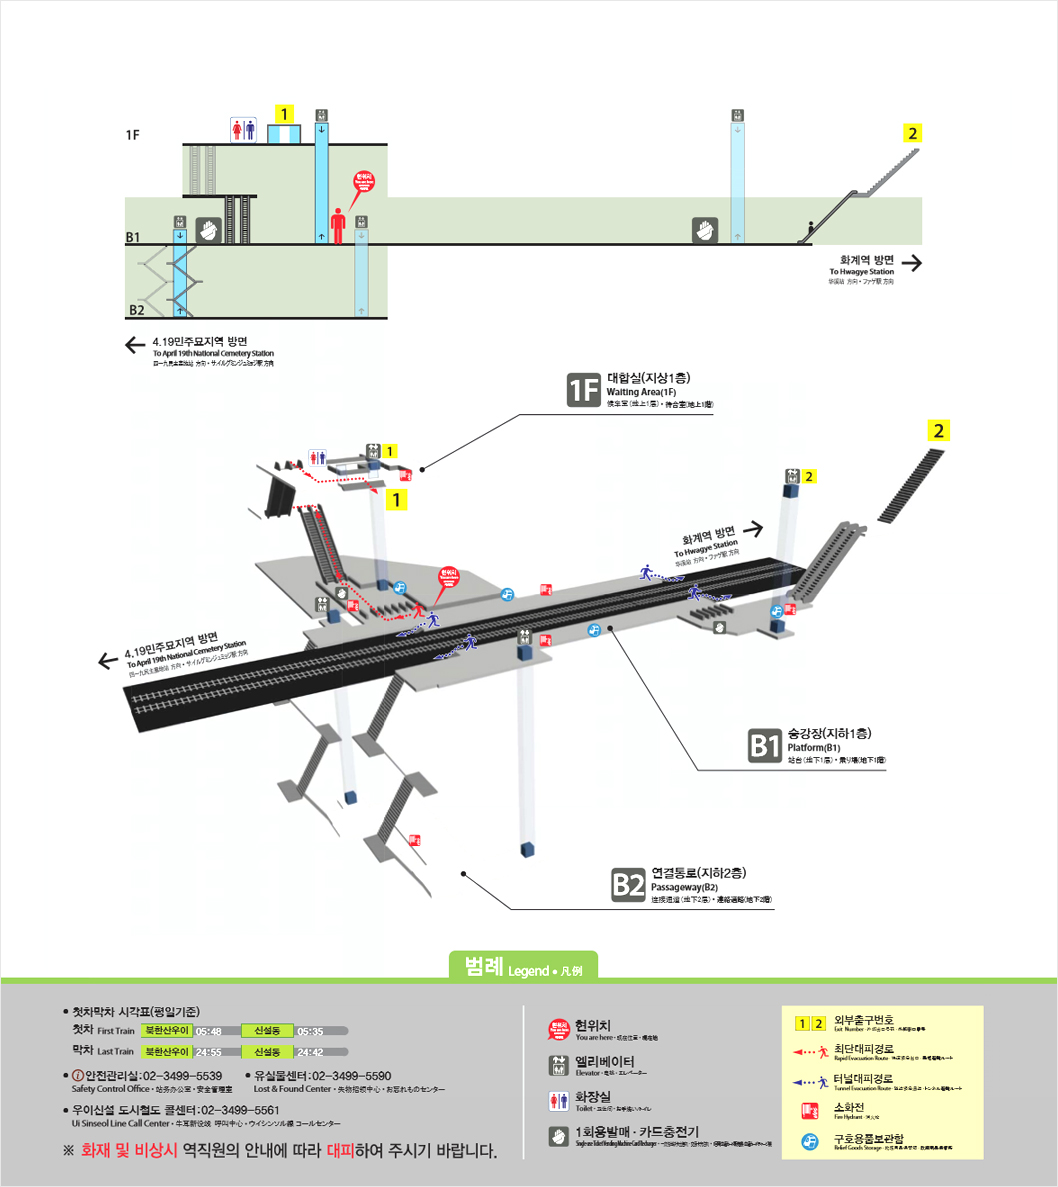 1F
1
2
현위치
You are here
B1
B2
화계역 방면
To Hwagye Station
华溪站 方向・ファゲ駅 方向
4.19민주묘지역 방면
To April 19th National Cemetery Station
四一九民主墓地站 方向・サイルグミンジュミョジ駅 方向
1F
대합실(지상1층)
Waiting Area(1F)
候车室 (地上1层)・待合室(地上1階)
1
1
2
2
화계역 방면
To Hwagye Station
华溪站 方向・ファゲ駅 方向
현위치
You are here
4.19민주묘지역 방면
To April 19th National Cemetery Station
四一九民主墓地站 方向・サイルグミンジュミョジ駅 方向
B1
승강장(지하1층)
Platform(B1)
站台 (地下1层)・乗り場(地下1階)
B2
연결통로(지하2층)
Passageway(B2)
连接通道 (地下2层)・連絡通路(地下2階)
범례 Legend • 凡例
• 첫차막차 시각표(평일기준)
첫차 First Train 북한산우이 05:48 신설동 05:35
막차 Last Train 북한산우이 24:55 신설동 24:42
• 안전관리실:02-3499-5539 • 유실물센터:02-3499-5590
Safety Control Office・站务办公室・安全管理室 Lost & Found Center・失物招领中心・お忘れものセンター
• 우이신설 도시철도 콜센터:02-3499-5561
Ui Sinseol Line Call Center・牛耳新设线 呼叫中心・ウイシンソル線 コールセンター
※ 화재 및 비상시 역직원의 안내에 따라 대피하여 주시기 바랍니다.
현위치
You are here・现在位置・現在地
엘리베이터
Elevator・电梯・エレベーター
화장실
Toilet・卫生间・お手洗い/トイレ
1회용발매・카드충전기
Single-use Ticket Vending Machine/Card Recharger
1 2 외부출구번호
Exit Number
최단대피경로
Rapid Evacuation Route
터널대피경로
Tunnel Evacuation Route
소화전
Fire Hydrant・消火栓
구호용품보관함
Relief Goods Storage